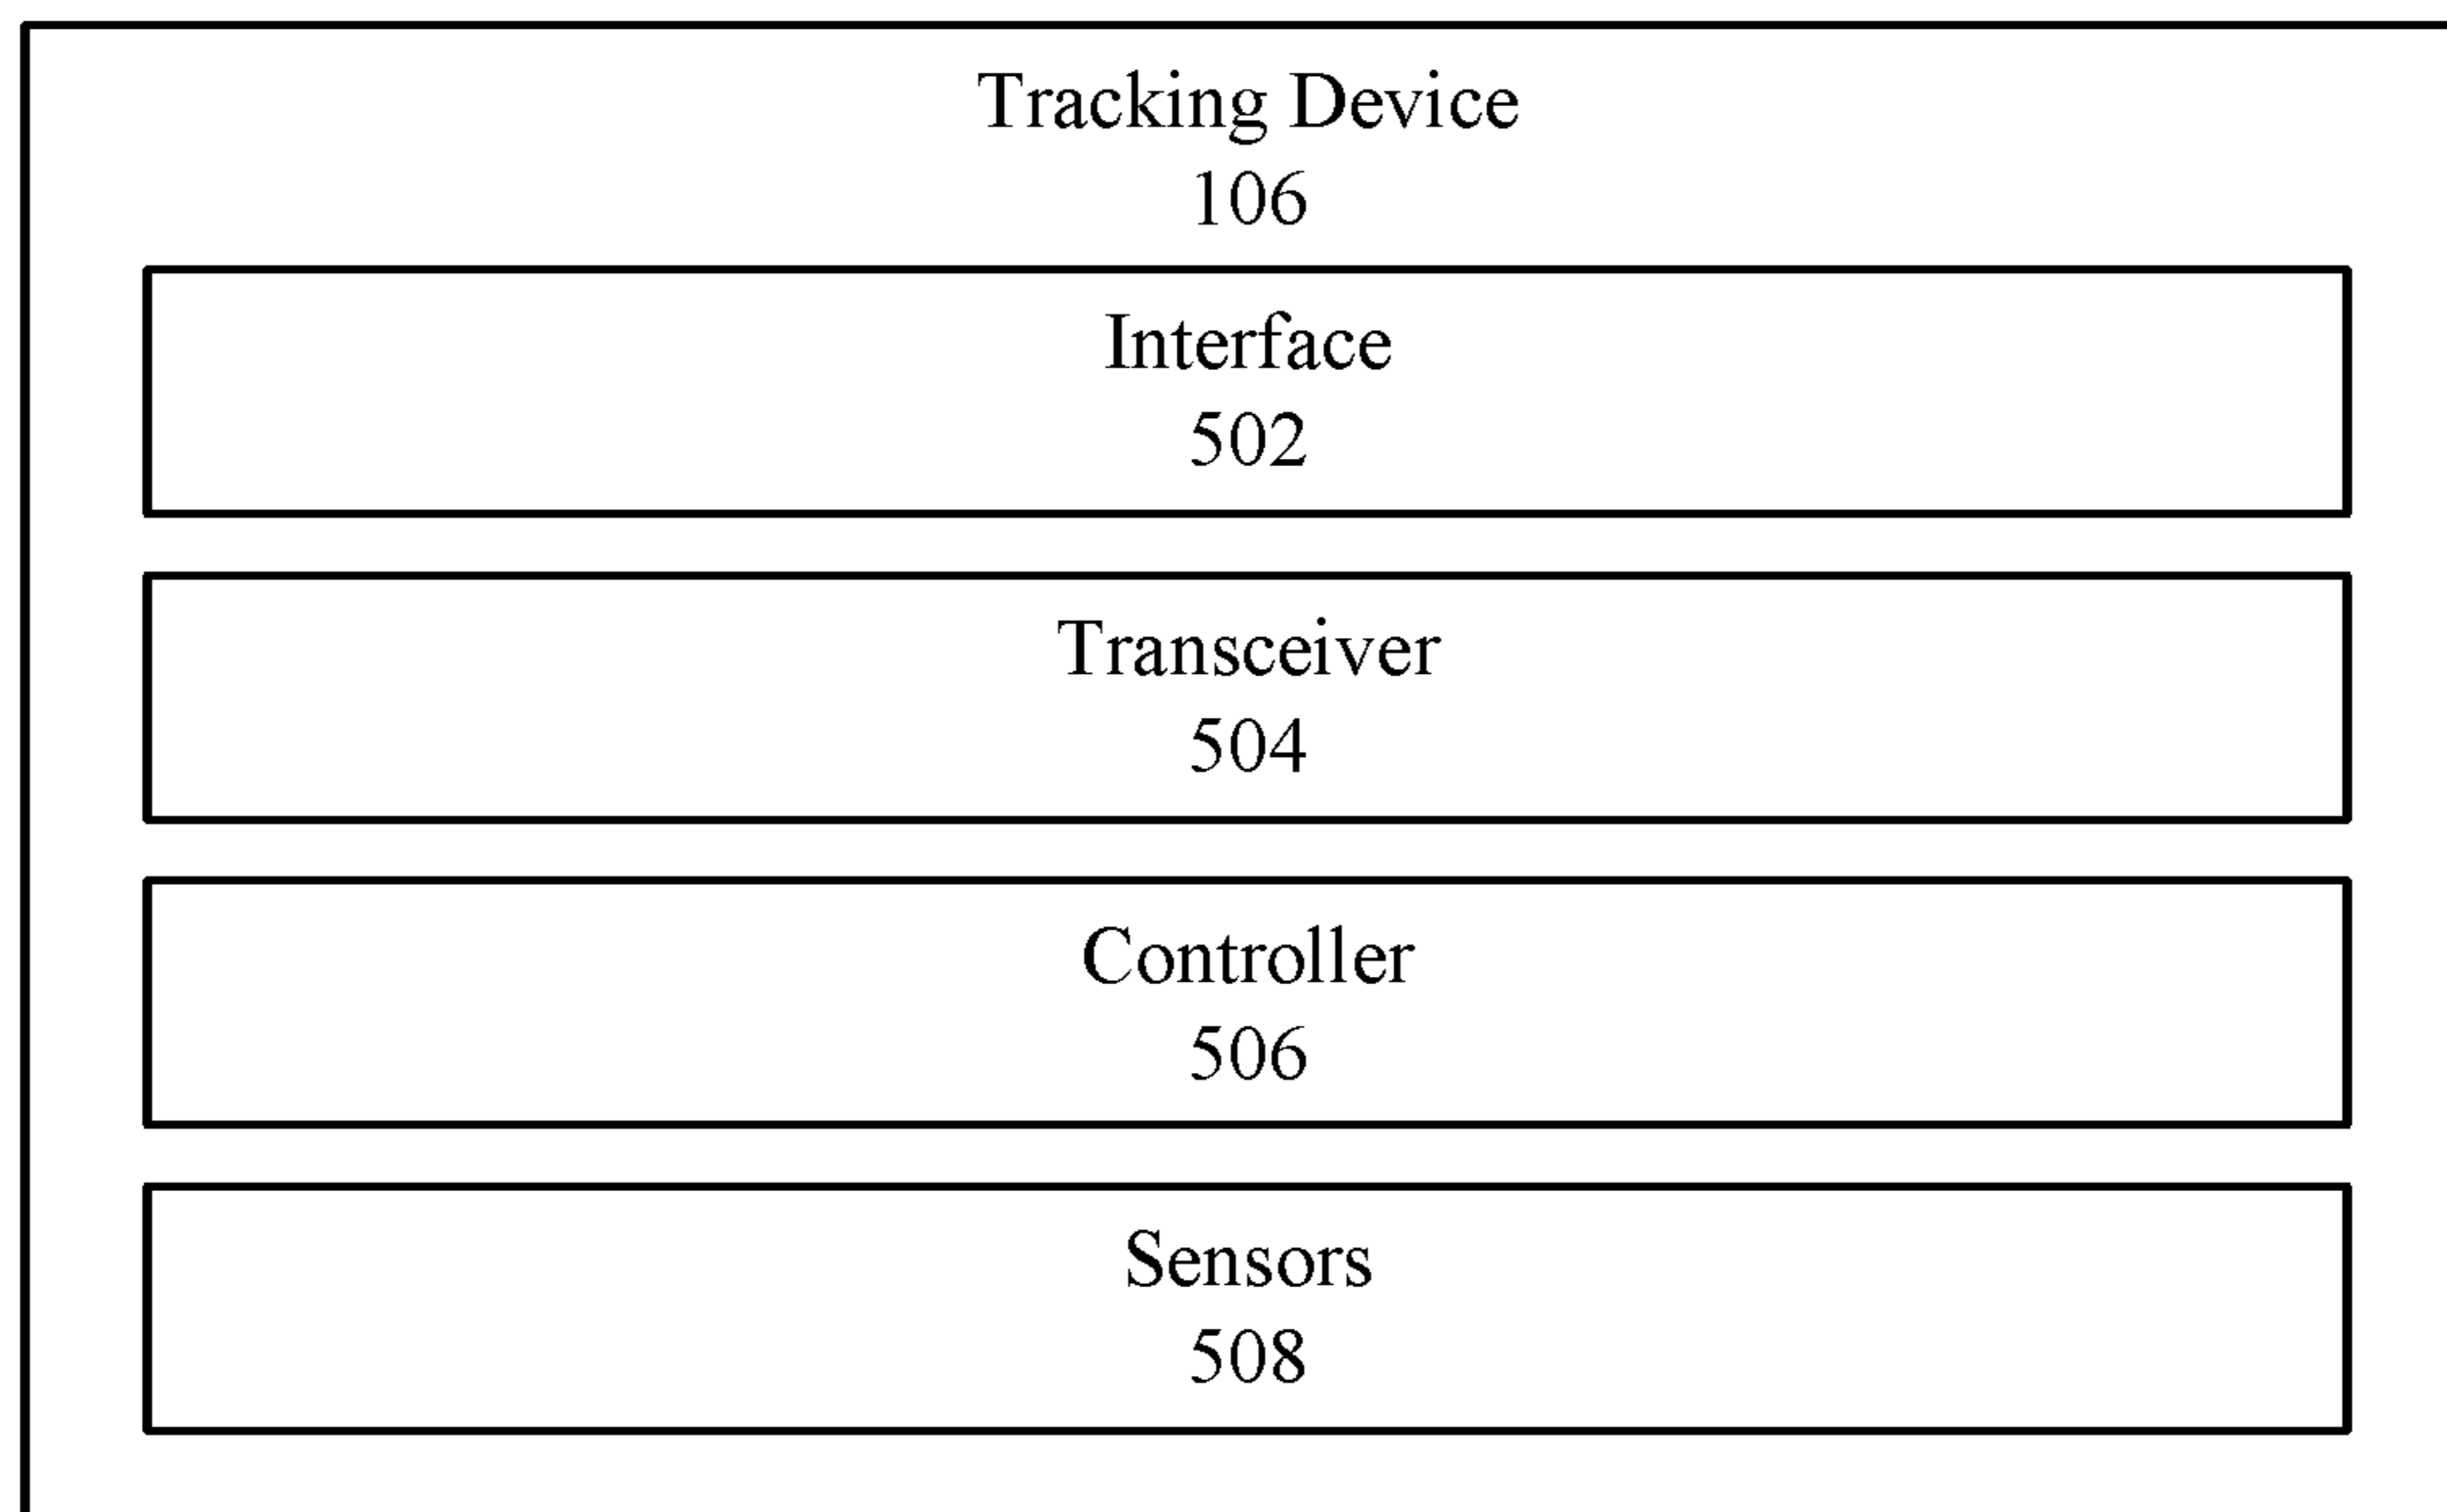 Tracking Device
106
Interface
502
Transceiver
504
Controller
506
Sensors
508